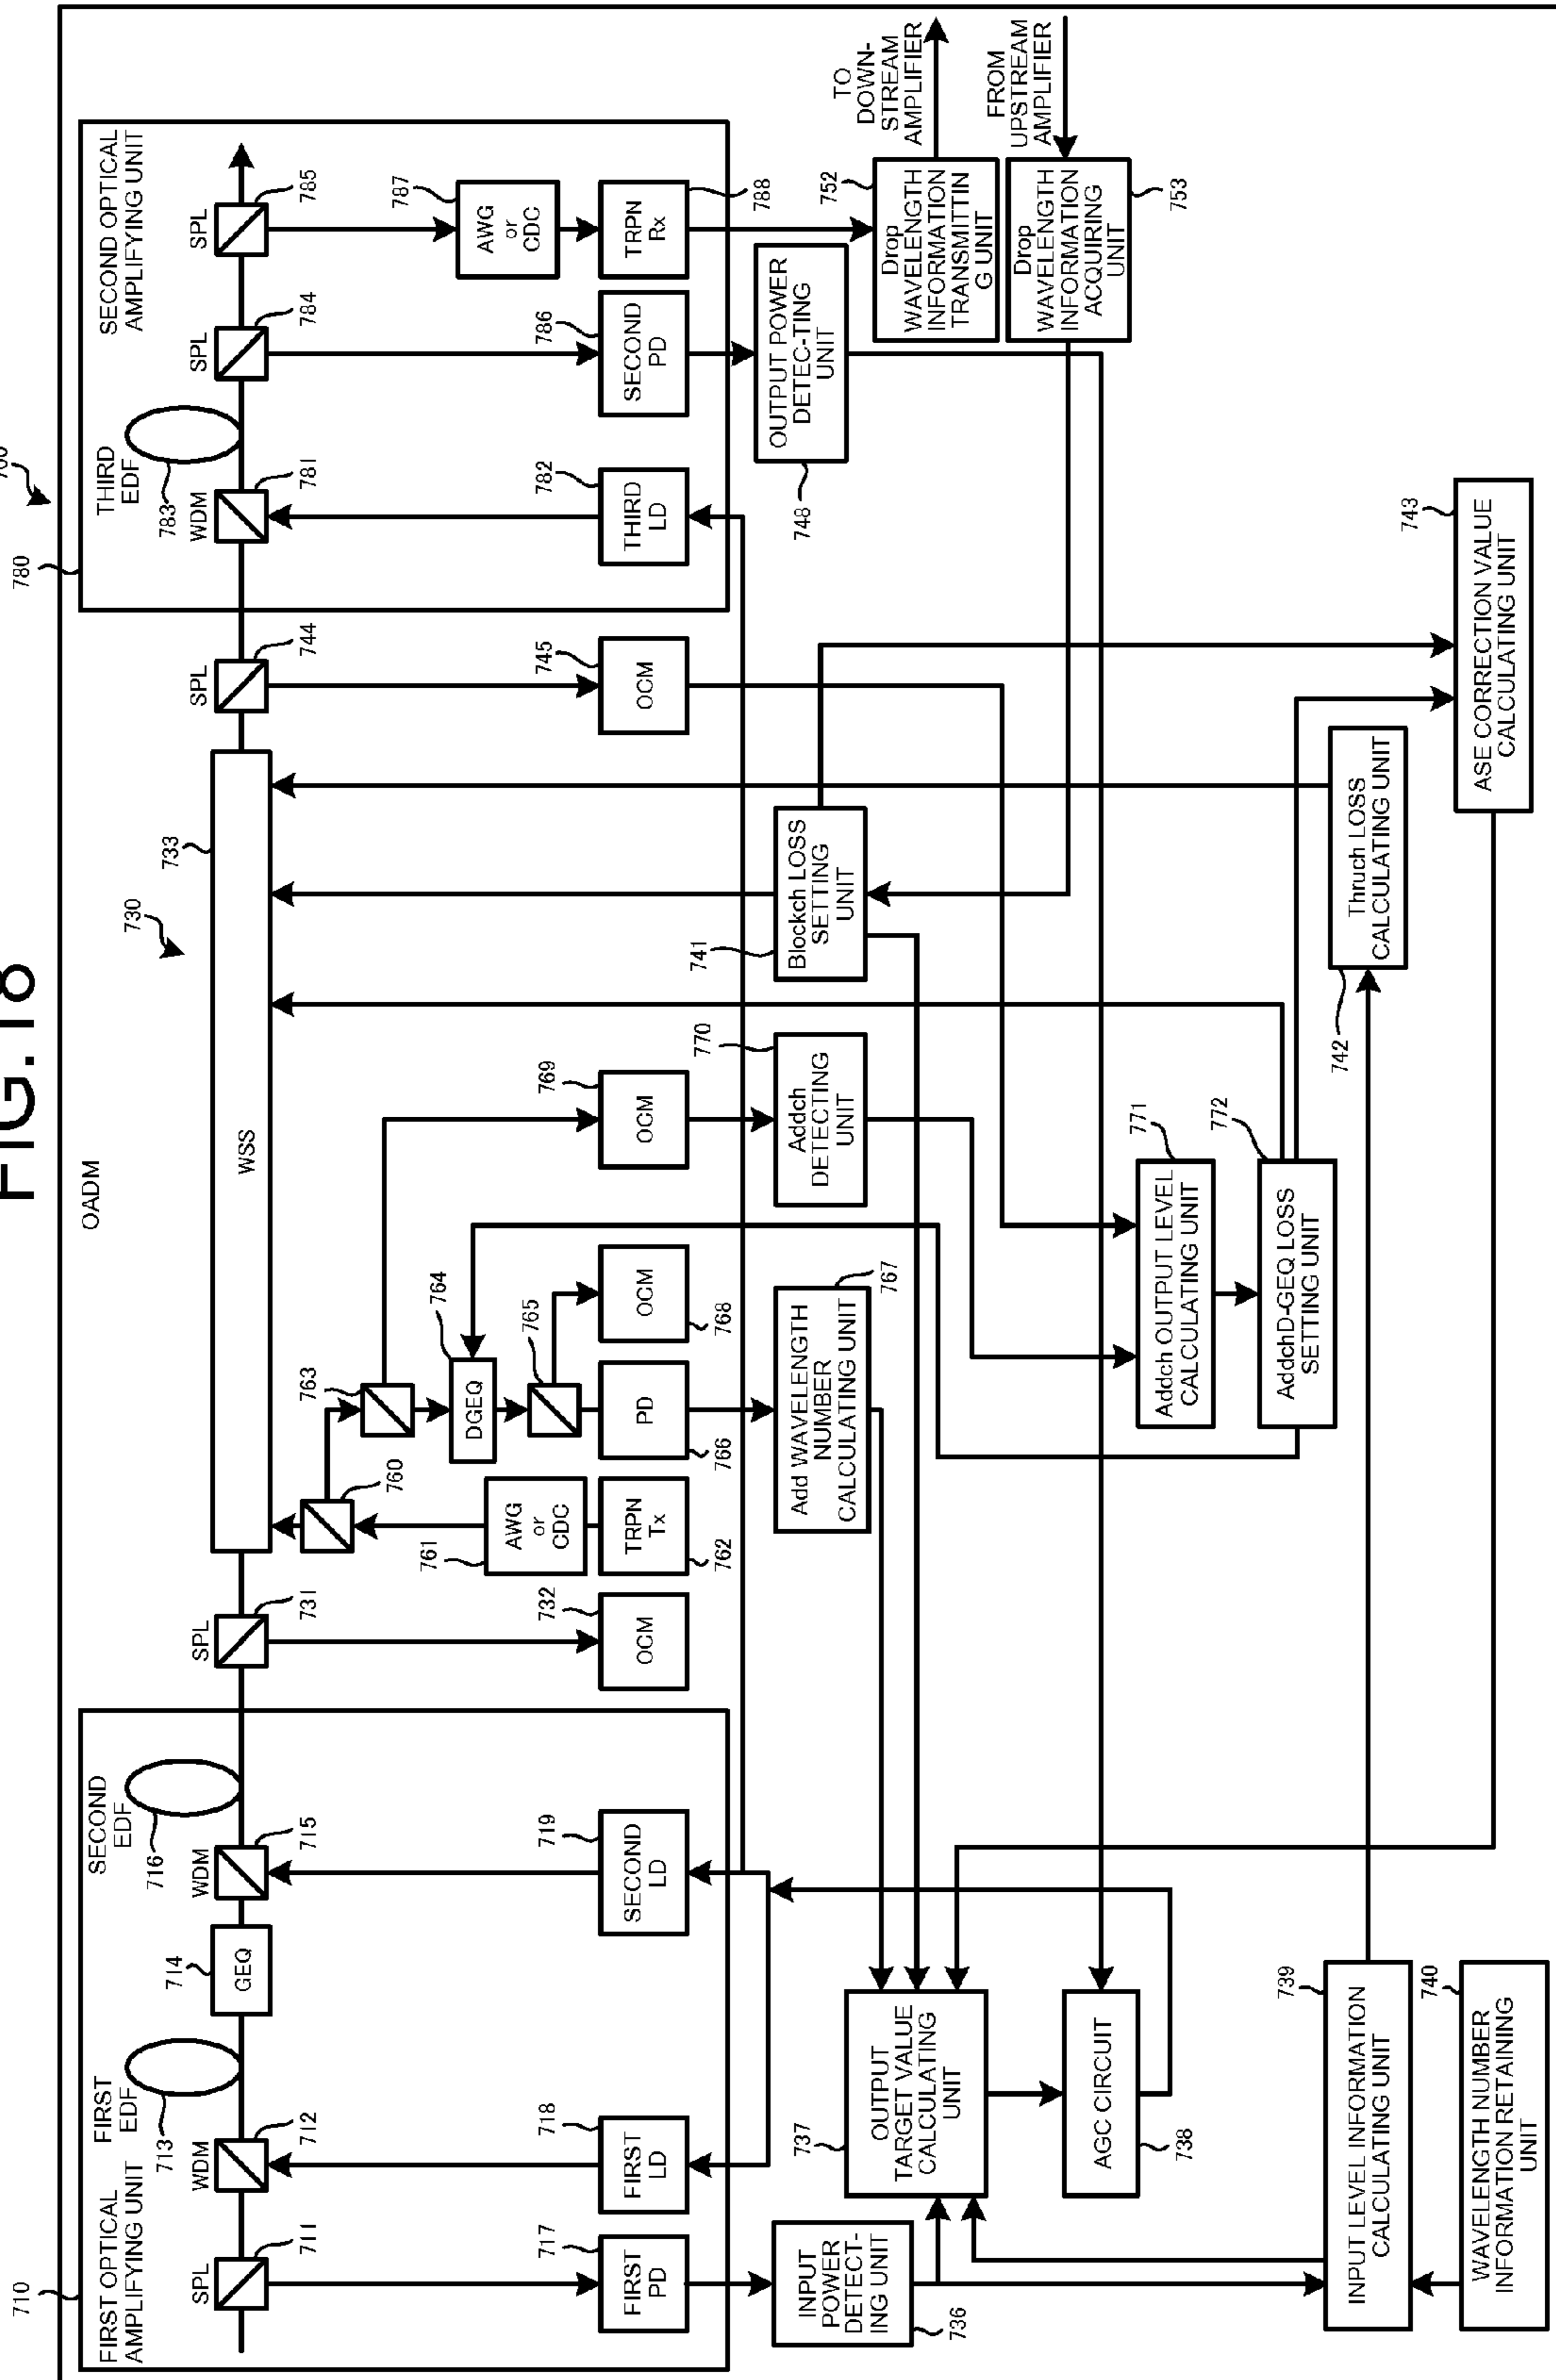 FIG.18
700
OADM
710
FIRST OPTICAL
AMPLIFYING UNIT
SPL
711
WDM
712
FIRST
EDF
713
GEQ
714
WDM
715
SECOND
EDF
716
FIRST
PD
717
FIRST
LD
718
SECOND
LD
719
SPL
731
OCM
732
730
WSS
733
760
AWG
or
CDC
761
TRPN
Tx
762
763
DGEQ
764
765
PD
766
OCM
768
OCM
769
SPL
744
OCM
745
780
SECOND OPTICAL
AMPLIFYING UNIT
THIRD
EDF
783
WDM
781
THIRD
LD
782
SPL
784
SECOND
PD
786
SPL
785
AWG
or
CDC
787
TRPN
Rx
788
INPUT
POWER
DETECT-
ING UNIT
736
OUTPUT
TARGET VALUE
CALCULATING
UNIT
737
AGC CIRCUIT
738
INPUT LEVEL INFORMATION
CALCULATING UNIT
739
WAVELENGTH NUMBER
INFORMATION RETAINING
UNIT
740
Add WAVELENGTH
NUMBER
CALCULATING UNIT
767
Addch
DETECTING
UNIT
770
Addch OUTPUT LEVEL
CALCULATING UNIT
771
AddchD-GEQ LOSS
SETTING UNIT
772
Blockch LOSS
SETTING
UNIT
741
Thruch LOSS
CALCULATING UNIT
742
ASE CORRECTION VALUE
CALCULATING UNIT
743
OUTPUT POWER
DETEC-TING
UNIT
748
Drop
WAVELENGTH
INFORMATION
TRANSMITTIN
G UNIT
752
TO
DOWN-
STREAM
AMPLIFIER
Drop
WAVELENGTH
INFORMATION
ACQUIRING
UNIT
753
FROM
UPSTREAM
AMPLIFIER